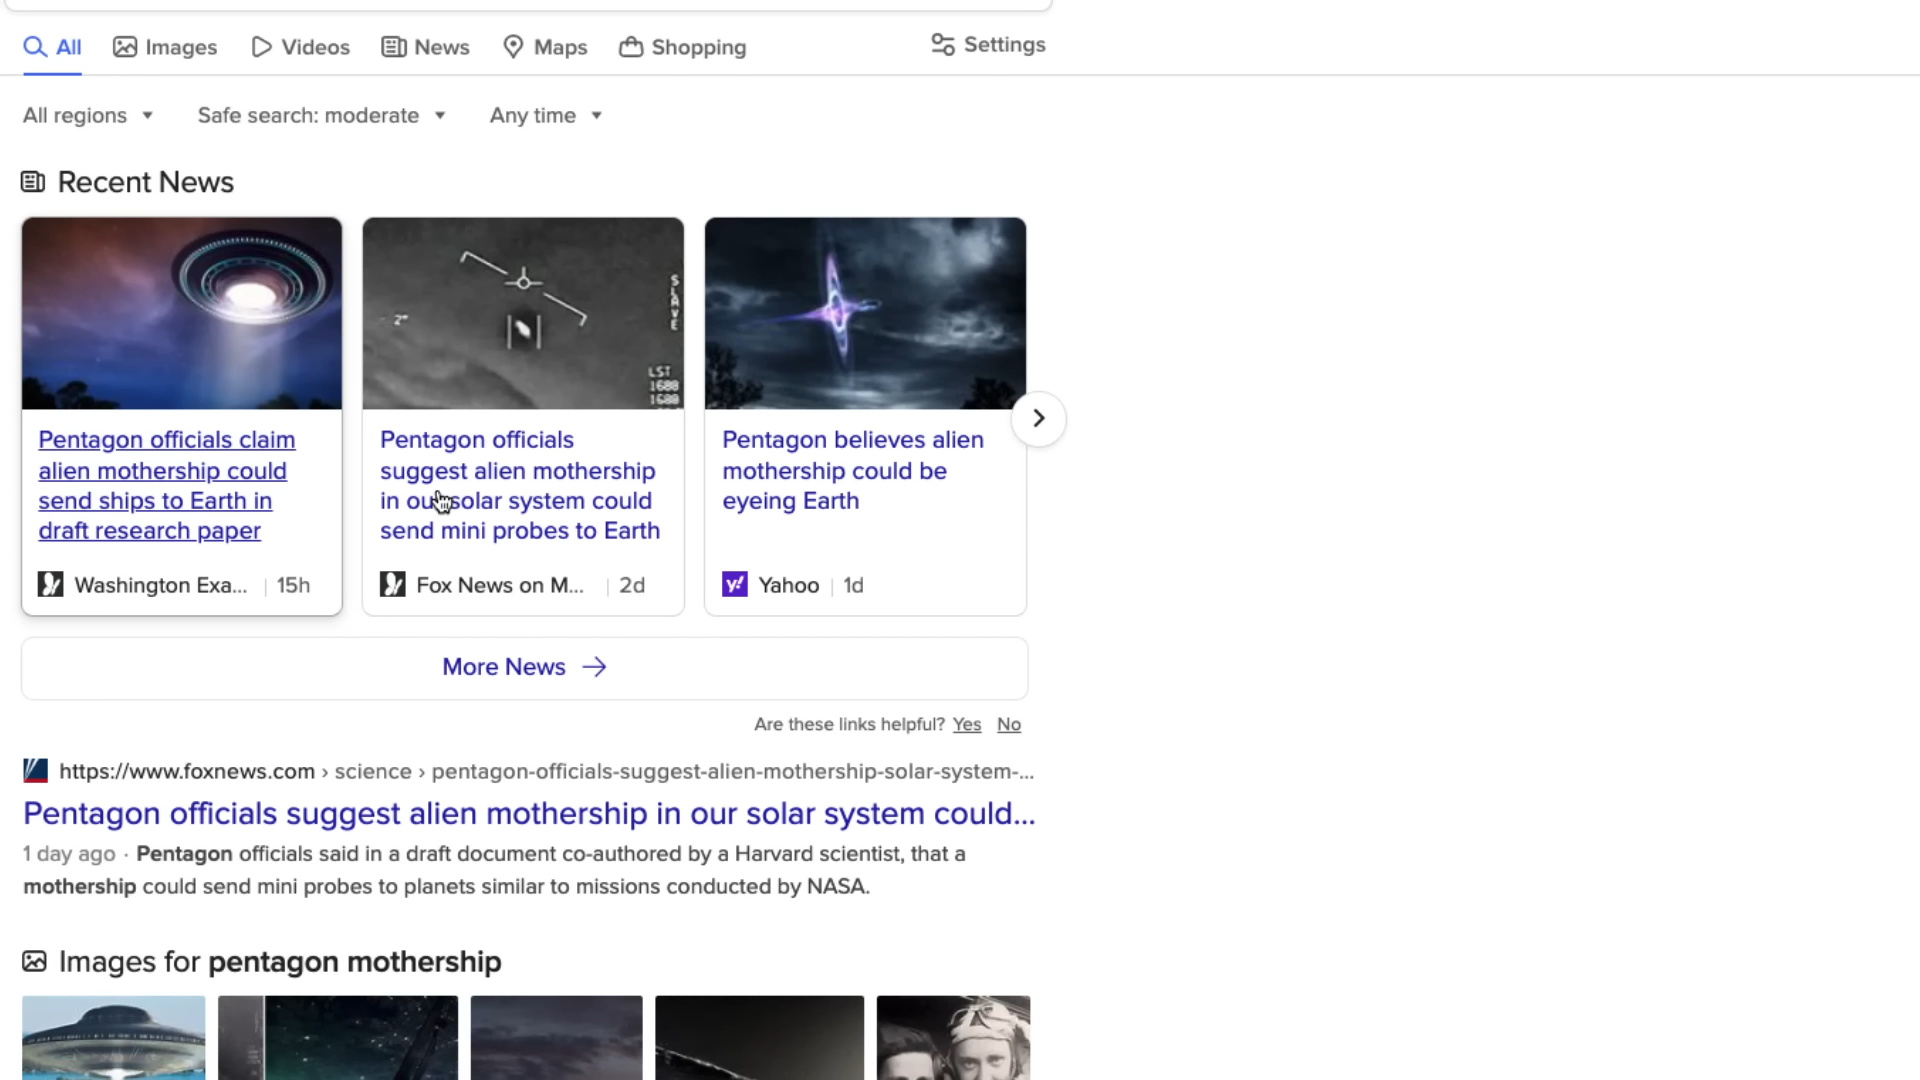 All Images Videos News Maps Shopping Settings
All regions Safe search: moderate Any time
Recent News
2°
SLAVE
LST
1688
1688
Pentagon officials claim
alien mothership could
send ships to Earth in
draft research paper
Washington Exa... | 15h
Pentagon officials
suggest alien mothership
in our solar system could
send mini probes to Earth
Fox News on M... | 2d
Pentagon believes alien
mothership could be
eyeing Earth
y! Yahoo | 1d
More News →
Are these links helpful? Yes No
https://www.foxnews.com › science › pentagon-officials-suggest-alien-mothership-solar-system-...
Pentagon officials suggest alien mothership in our solar system could...
1 day ago · Pentagon officials said in a draft document co-authored by a Harvard scientist, that a
mothership could send mini probes to planets similar to missions conducted by NASA.
Images for pentagon mothership